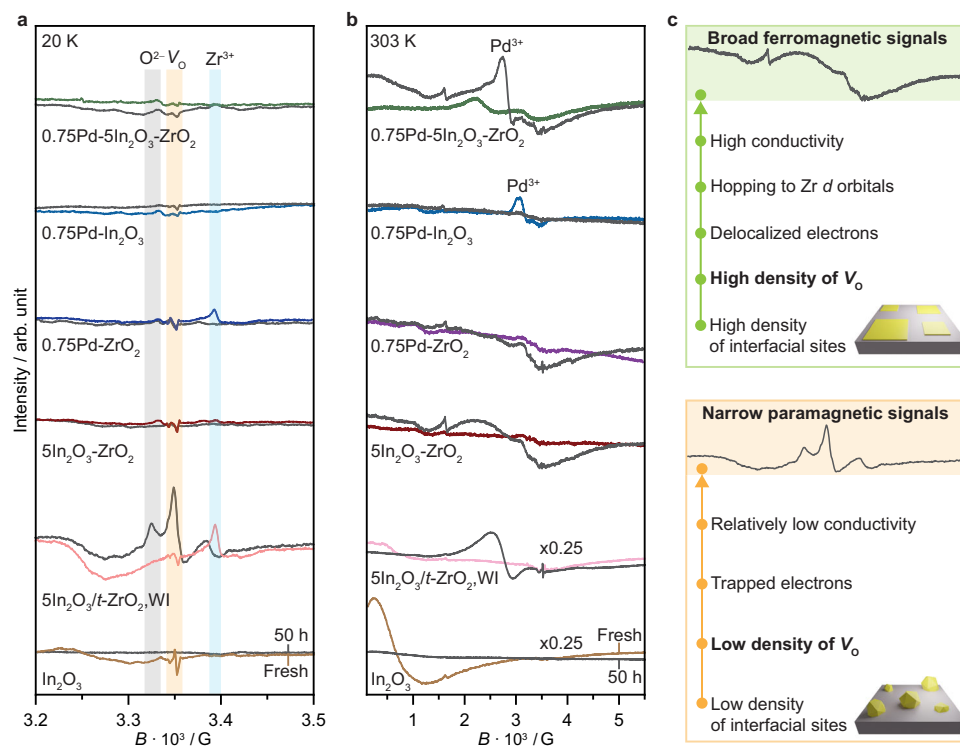 a
20 K
O²⁻ V_O Zr³⁺
0.75Pd-5In₂O₃-ZrO₂
0.75Pd-In₂O₃
0.75Pd-ZrO₂
5In₂O₃-ZrO₂
5In₂O₃/t-ZrO₂,WI
50 h
Fresh
In₂O₃
Intensity / arb. unit
3.2 3.3 3.4 3.5
B · 10³ / G
b
303 K
Pd³⁺
0.75Pd-5In₂O₃-ZrO₂
Pd³⁺
0.75Pd-In₂O₃
0.75Pd-ZrO₂
5In₂O₃-ZrO₂
x0.25
5In₂O₃/t-ZrO₂,WI
Fresh
x0.25
50 h
In₂O₃
1 2 3 4 5
B · 10³ / G
c
Broad ferromagnetic signals
High conductivity
Hopping to Zr d orbitals
Delocalized electrons
High density of V_O
High density
of interfacial sites
Narrow paramagnetic signals
Relatively low conductivity
Trapped electrons
Low density of V_O
Low density
of interfacial sites